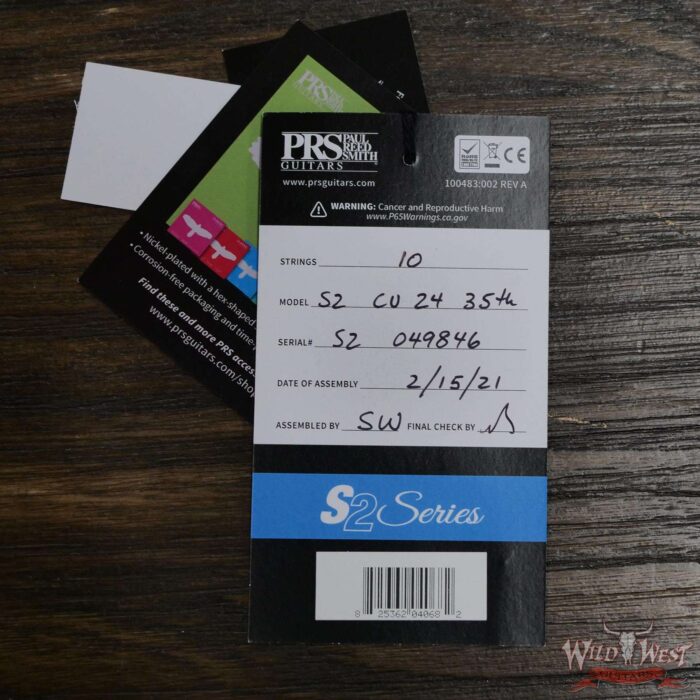 PRS
PRS PAUL
REED
SMITH
GUITARS
www.prsguitars.com
RoHS
CE
100483:002 REV A
WARNING: Cancer and Reproductive Harm
www.P65Warnings.ca.gov
STRINGS 10
MODEL S2 CU 24 35th
SERIAL# S2 049846
DATE OF ASSEMBLY 2/15/21
ASSEMBLED BY SW FINAL CHECK BY
S2 Series
8 25362 04068 2
• Nickel-plated with a hex-shaped
• Corrosion-free packaging and time-
Find these and more PRS acces
www.prsguitars.com/shop
WILD WEST
GUITARS